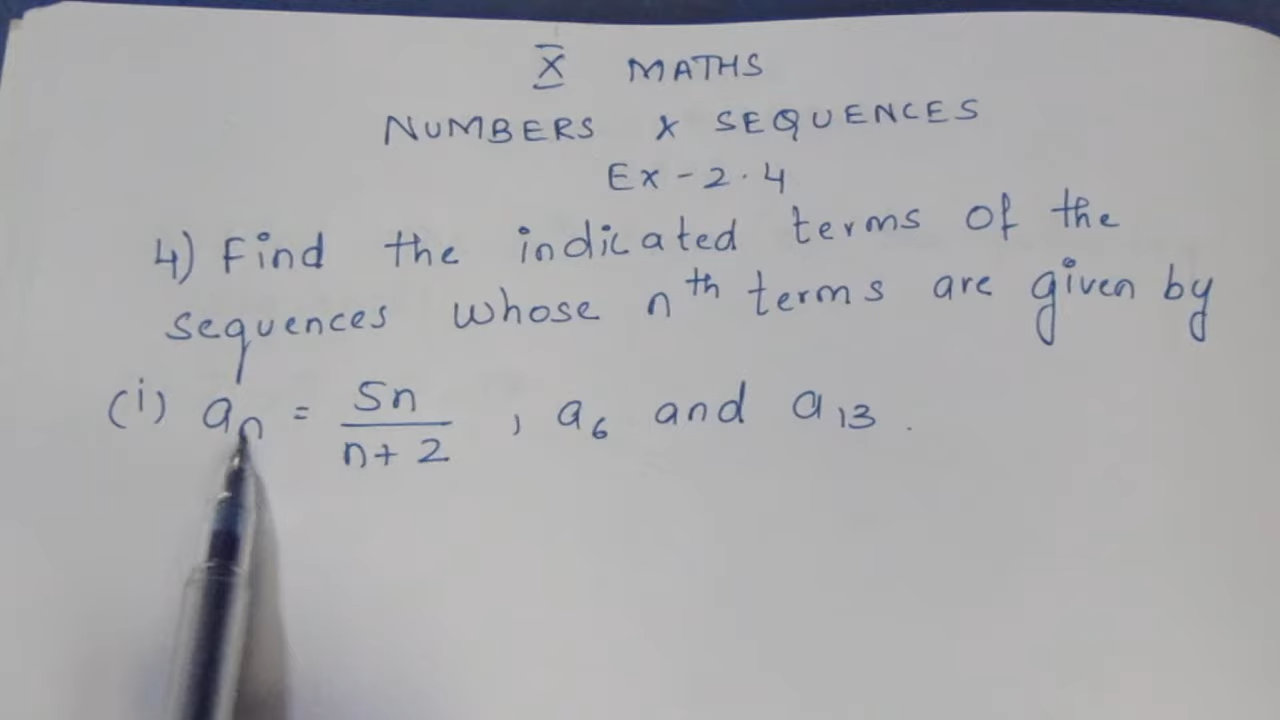 X MATHS
NUMBERS & SEQUENCES
Ex-2.4
4) Find the indicated terms of the
sequences whose nth terms are given by
(i) an = 5n/(n+2) , a6 and a13.